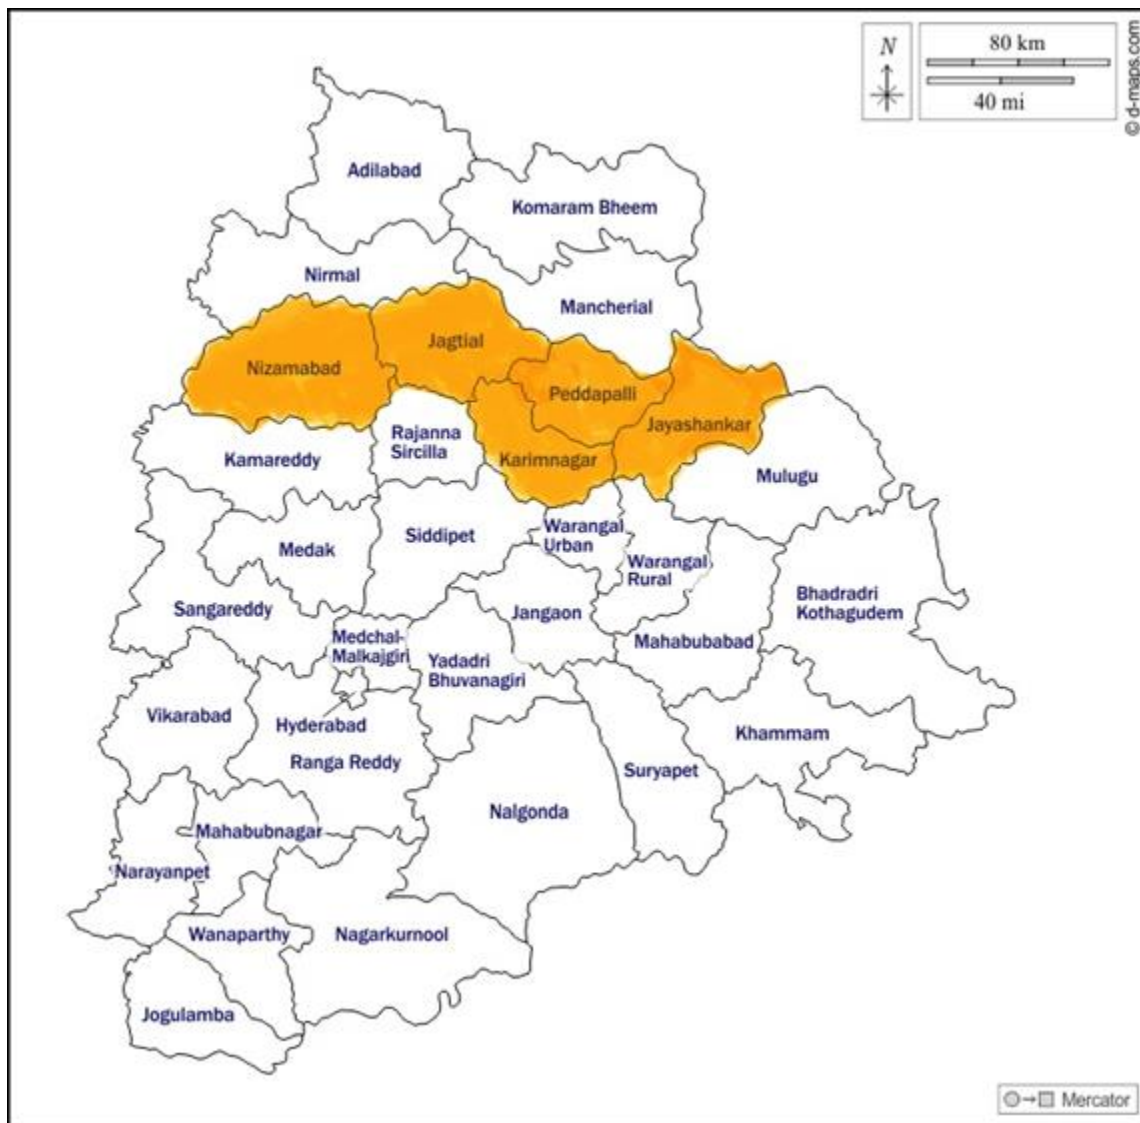 N
80 km
40 mi
© d-maps.com
Adilabad
Komaram Bheem
Nirmal
Mancherial
Jagtial
Nizamabad
Peddapalli
Jayashankar
Rajanna
Sircilla
Karimnagar
Kamareddy
Mulugu
Siddipet
Warangal
Urban
Medak
Warangal
Rural
Bhadradri
Kothagudem
Sangareddy
Jangaon
Mahabubabad
Medchal-
Malkajgiri
Yadadri
Bhuvanagiri
Vikarabad
Hyderabad
Khammam
Ranga Reddy
Suryapet
Nalgonda
Mahabubnagar
Narayanpet
Wanaparthy
Nagarkurnool
Jogulamba
Mercator